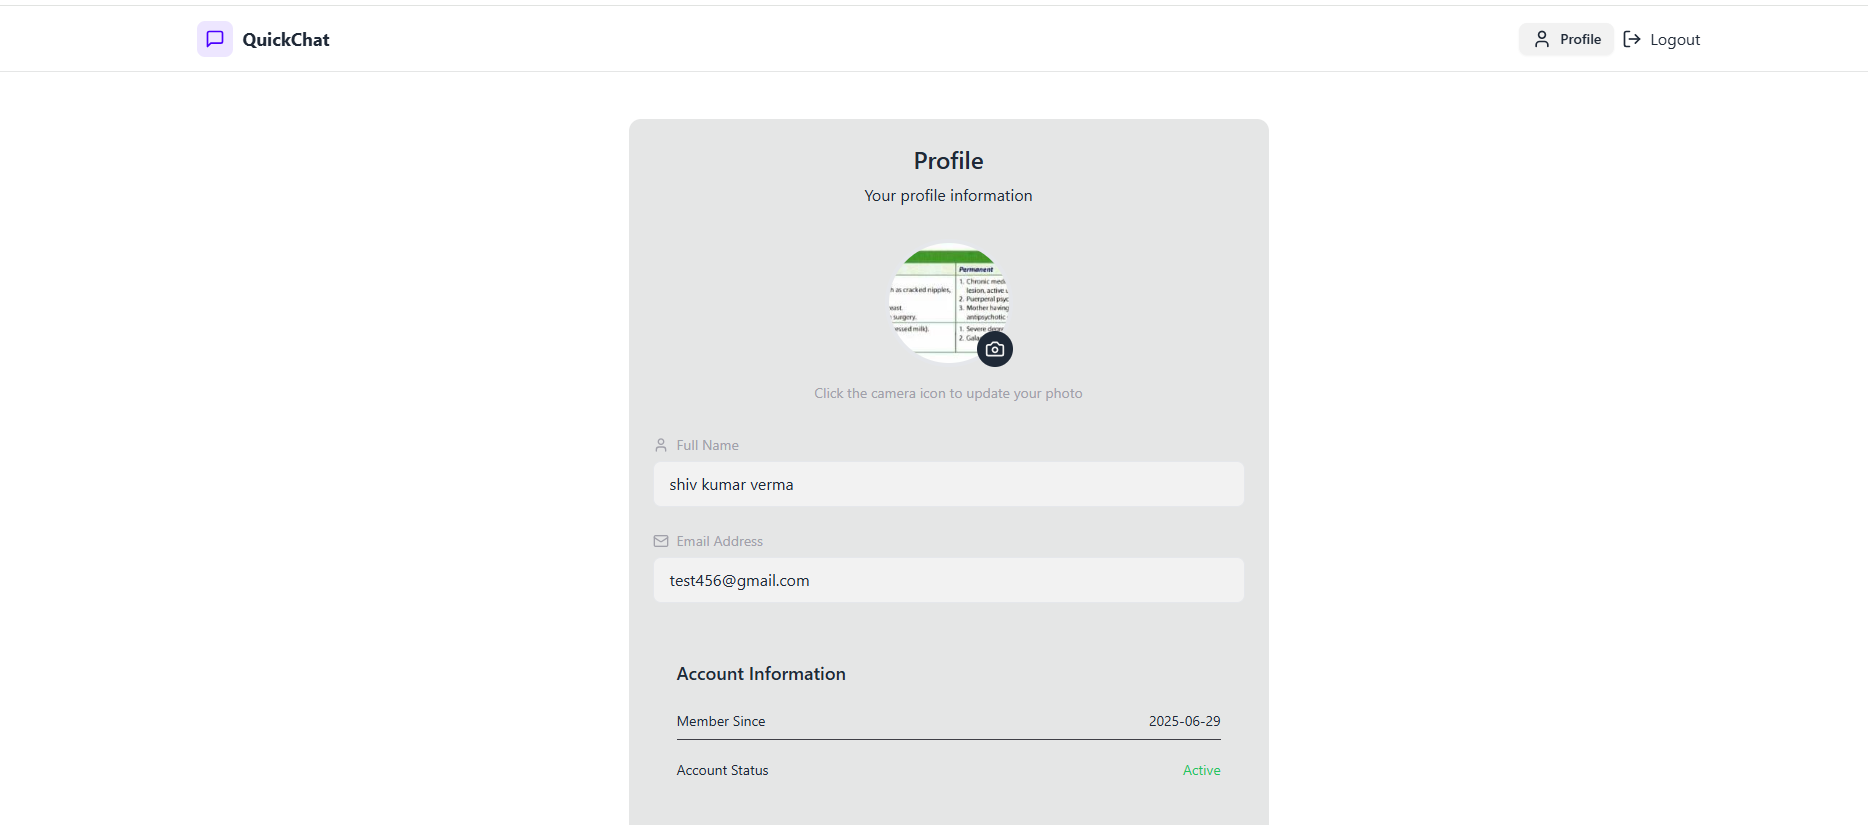 QuickChat
Profile
Logout
Profile
Your profile information
Permanent
1. Chronic medi
h as cracked nipples,
lesion, active
2. Puerperal psyc
3. Mother having
surgery.
antipsychotic
essed milk).
1. Severe
2. Gala
Click the camera icon to update your photo
Full Name
shiv kumar verma
Email Address
test456@gmail.com
Account Information
Member Since 2025-06-29
Account Status Active